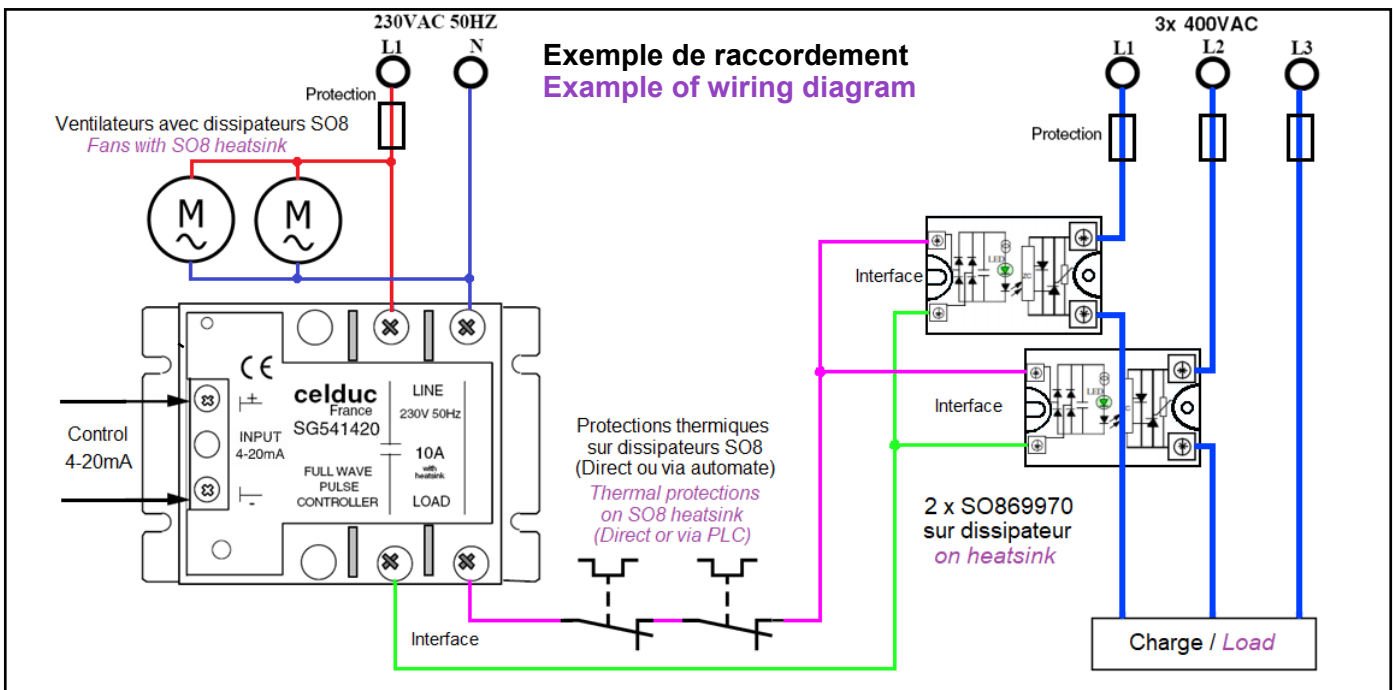 230VAC 50HZ
L1
N
Exemple de raccordement
Example of wiring diagram
3x 400VAC
L1
L2
L3
Protection
Protection
Ventilateurs avec dissipateurs SO8
Fans with SO8 heatsink
M
M
Interface
LED
Interface
LED
CE
celduc
France
SG541420
LINE
230V 50Hz
+
INPUT
4-20mA
-
10A
with
heatsink
FULL WAVE
PULSE
CONTROLLER
LOAD
Control
4-20mA
Protections thermiques
sur dissipateurs SO8
(Direct ou via automate)
Thermal protections
on SO8 heatsink
(Direct or via PLC)
2 x SO869970
sur dissipateur
on heatsink
Interface
Charge / Load